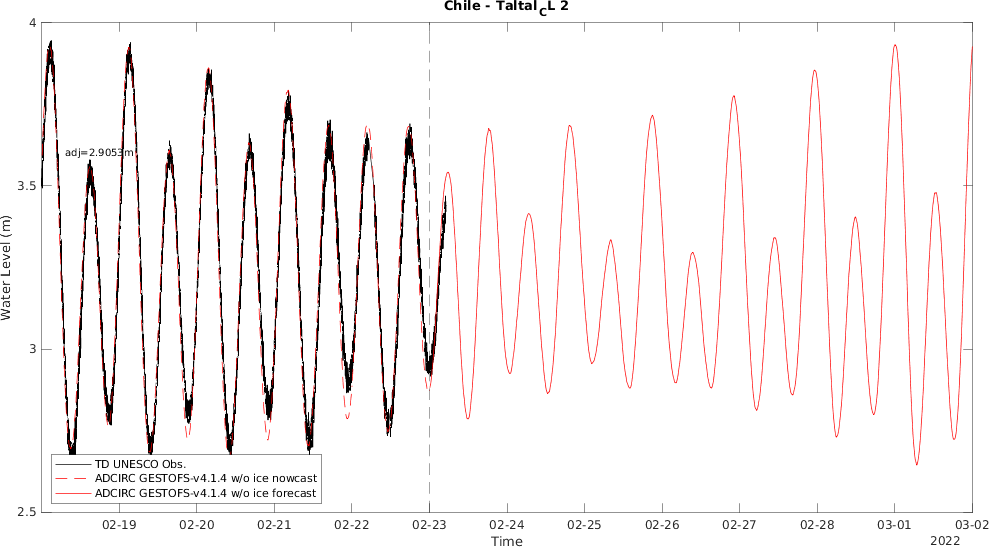 Chile - Taltal_CL 2
4
3.5
3
2.5
Water Level (m)
adj=2.9053m
TD UNESCO Obs.
ADCIRC GESTOFS-v4.1.4 w/o ice nowcast
ADCIRC GESTOFS-v4.1.4 w/o ice forecast
02-19 02-20 02-21 02-22 02-23 02-24 02-25 02-26 02-27 02-28 03-01 03-02
Time
2022